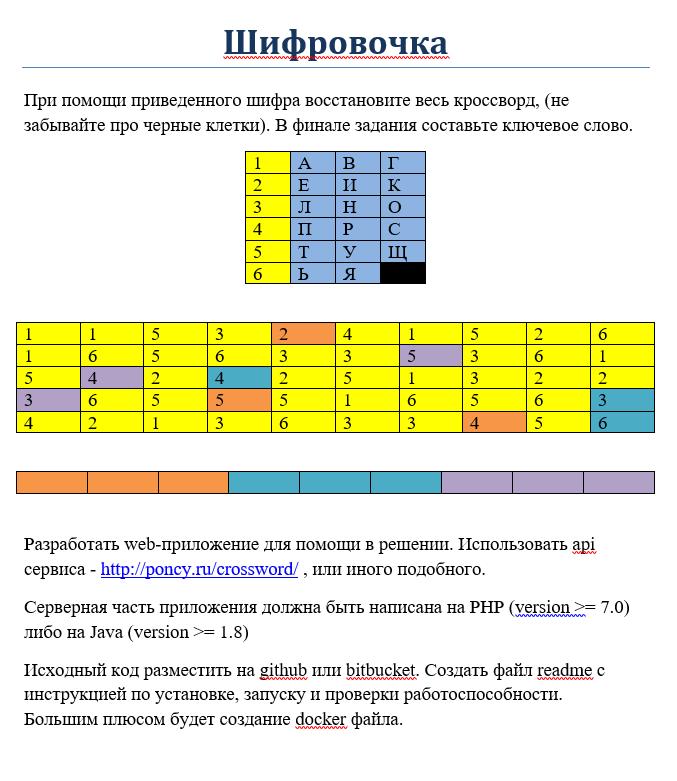 Шифровочка
При помощи приведенного шифра восстановите весь кроссворд, (не
забывайте про черные клетки). В финале задания составьте ключевое слово.
1 А В Г
2 Е И К
3 Л Н О
4 П Р С
5 Т У Щ
6 Ь Я
1 1 5 3 2 4 1 5 2 6
1 6 5 6 3 3 5 3 6 1
5 4 2 4 2 5 1 3 2 2
3 6 5 5 5 1 6 5 6 3
4 2 1 3 6 3 3 4 5 6
Разработать web-приложение для помощи в решении. Использовать api
сервиса - http://poncy.ru/crossword/ , или иного подобного.
Серверная часть приложения должна быть написана на PHP (version >= 7.0)
либо на Java (version >= 1.8)
Исходный код разместить на github или bitbucket. Создать файл readme с
инструкцией по установке, запуску и проверки работоспособности.
Большим плюсом будет создание docker файла.